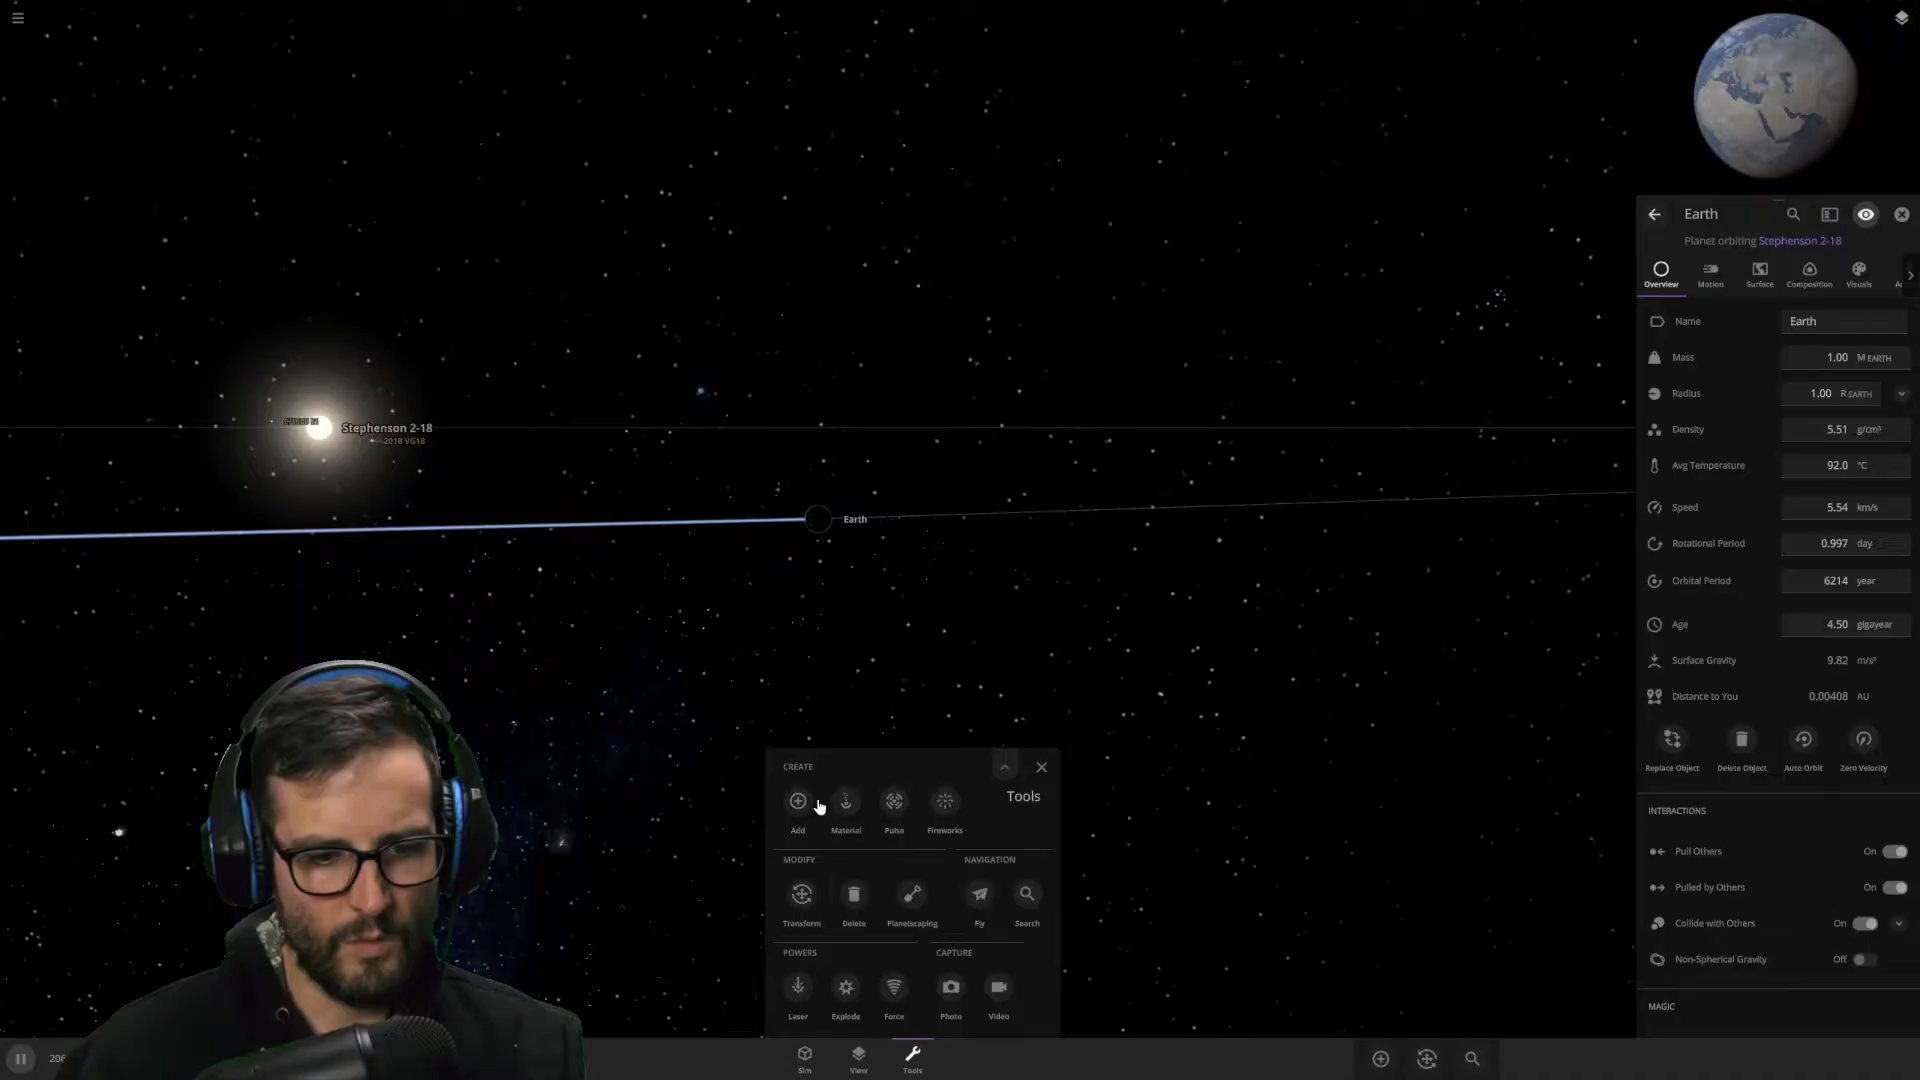 Stephenson 2-18
2018 VG18
Earth
Earth
Planet orbiting Stephenson 2-18
Overview Motion Surface Composition Visuals
Name Earth
Mass 1.00 M EARTH
Radius 1.00 R EARTH
Density 5.51 g/cm³
Avg Temperature 92.0 °C
Speed 5.54 km/s
Rotational Period 0.997 day
Orbital Period 6214 year
Age 4.50 gigayear
Surface Gravity 9.82 m/s²
Distance to You 0.00408 AU
Replace Object Delete Object Auto Orbit Zero Velocity
INTERACTIONS
Pull Others On
Pulled by Others On
Collide with Others On
Non-Spherical Gravity Off
MAGIC
CREATE
Tools
Add Material Pulse Fireworks
MODIFY NAVIGATION
Transform Delete Planetscaping Fly Search
POWERS CAPTURE
Laser Explode Force Photo Video
206
Sim View Tools